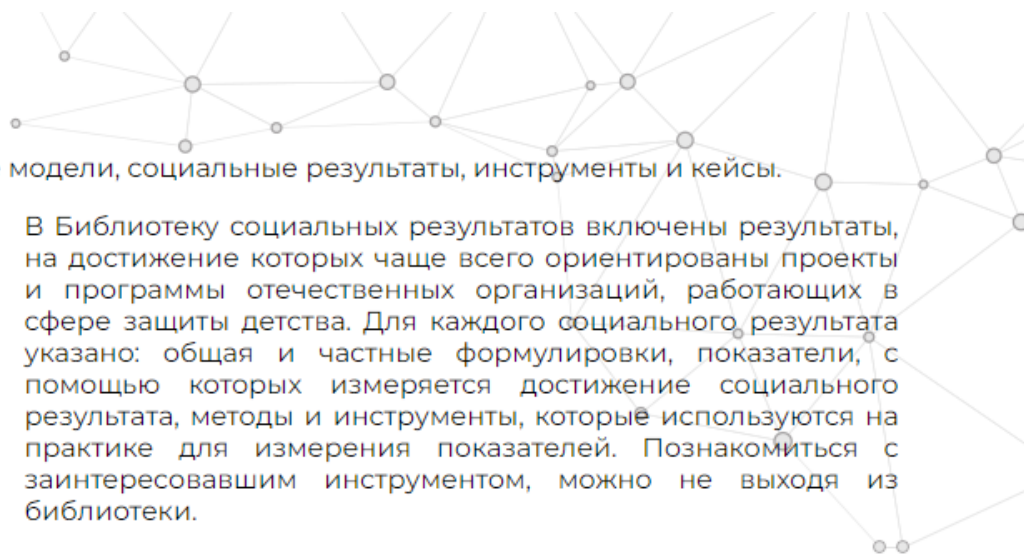 модели, социальные результаты, инструменты и кейсы.
В Библиотеку социальных результатов включены результаты,
на достижение которых чаще всего ориентированы проекты
и программы отечественных организаций, работающих в
сфере защиты детства. Для каждого социального результата
указано: общая и частные формулировки, показатели, с
помощью которых измеряется достижение социального
результата, методы и инструменты, которые используются на
практике для измерения показателей. Познакомиться с
заинтересовавшим инструментом, можно не выходя из
библиотеки.